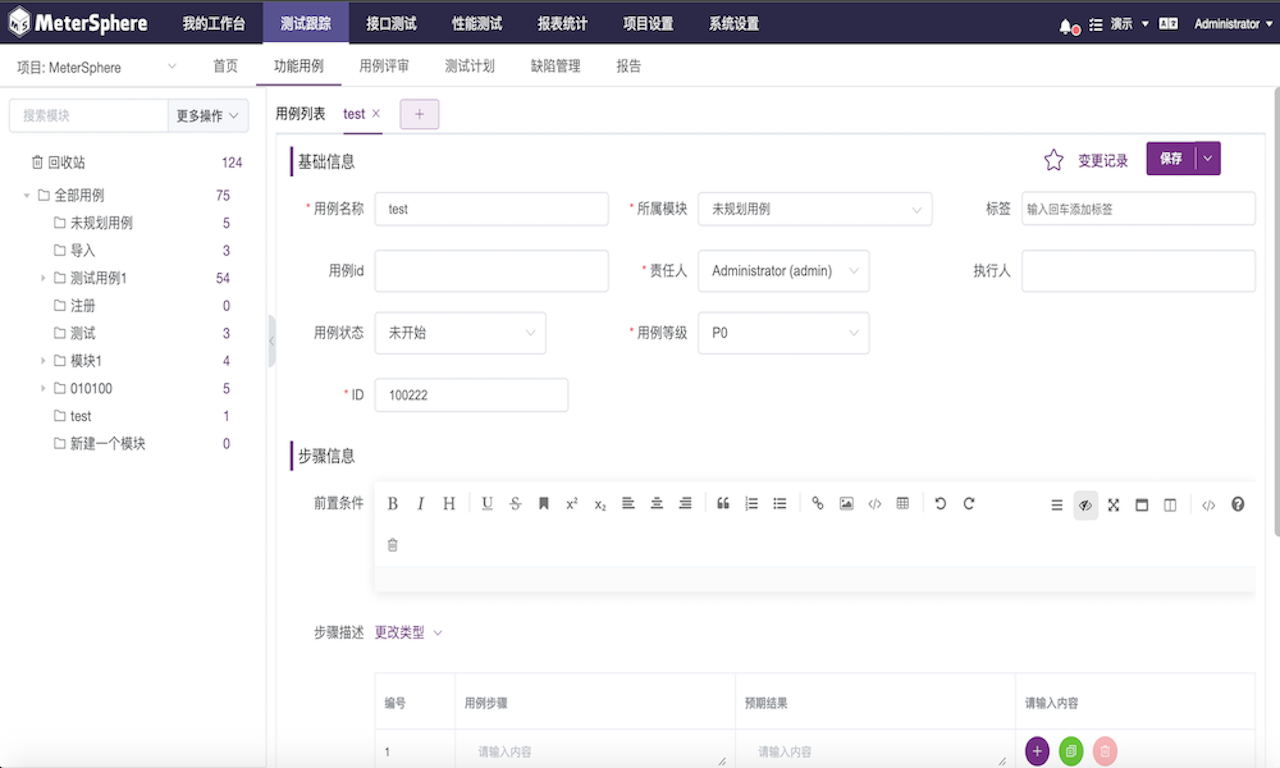 MeterSphere 我的工作台 测试跟踪 接口测试 性能测试 报表统计 项目设置 系统设置 演示 Administrator
项目: MeterSphere 首页 功能用例 用例评审 测试计划 缺陷管理 报告
搜索模块 更多操作
用例列表 test
回收站 124
全部用例 75
未规划用例 5
导入 3
测试用例1 54
注册 0
测试 3
模块1 4
010100 5
test 1
新建一个模块 0
基础信息 变更记录 保存
* 用例名称 test * 所属模块 未规划用例 标签 输入回车添加标签
用例id * 责任人 Administrator (admin) 执行人
用例状态 未开始 * 用例等级 P0
* ID 100222
步骤信息
前置条件
步骤描述 更改类型
编号 用例步骤 预期结果 请输入内容
1 请输入内容 请输入内容